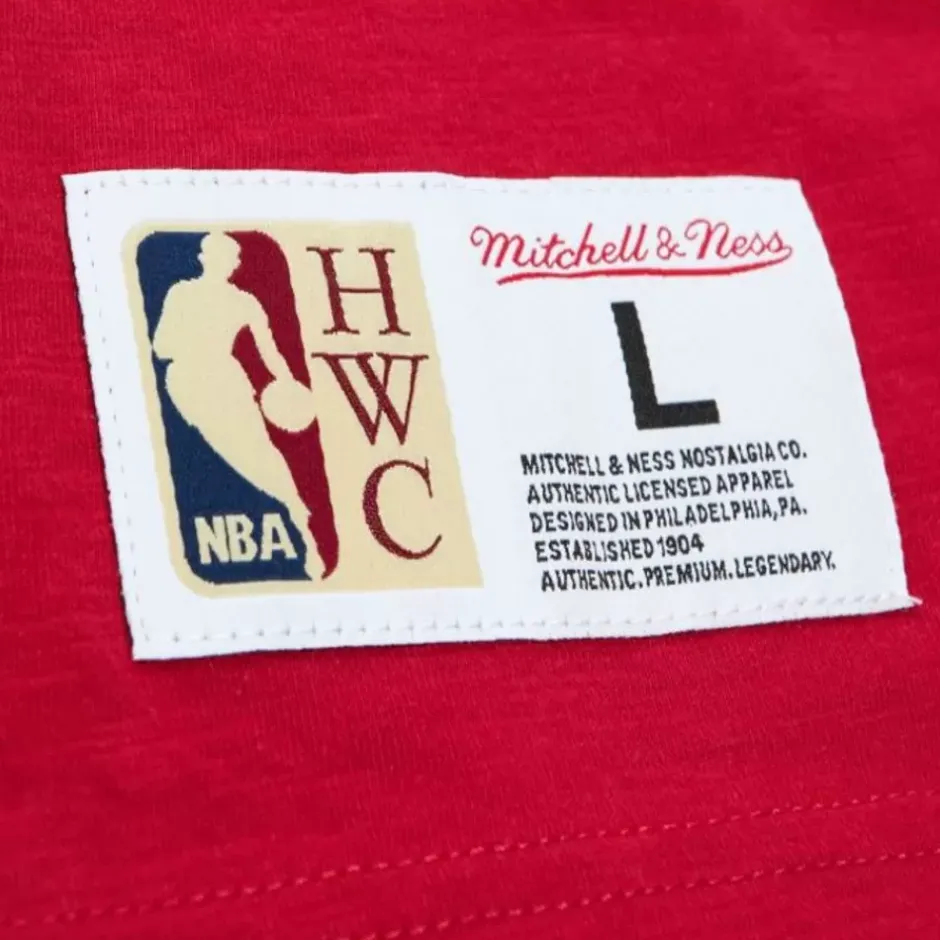 NBA
H
W
C
Mitchell & Ness
L
MITCHELL & NESS NOSTALGIA CO.
AUTHENTIC LICENSED APPAREL
DESIGNED IN PHILADELPHIA, PA.
ESTABLISHED 1904
AUTHENTIC. PREMIUM. LEGENDARY.